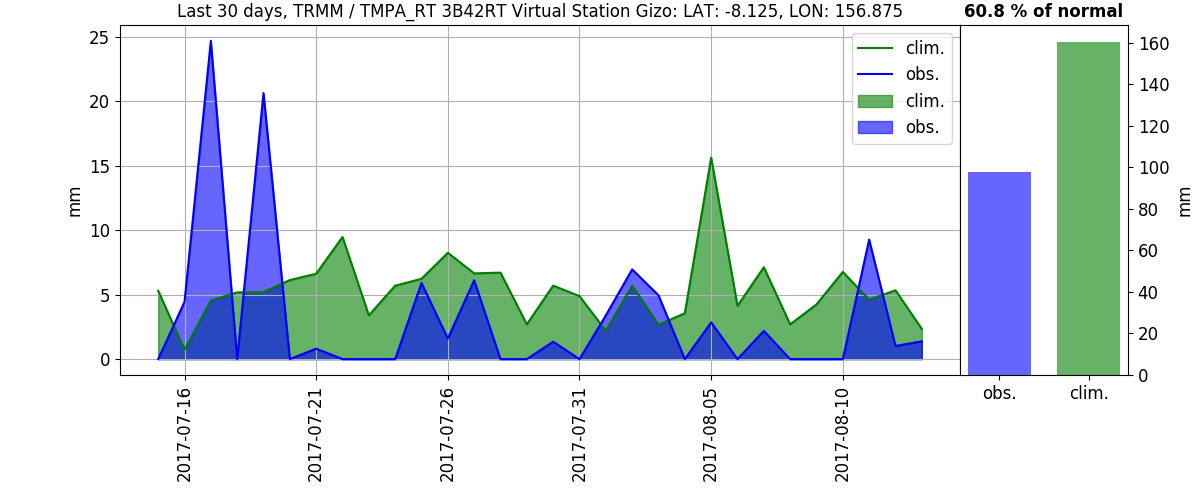 Last 30 days, TRMM / TMPA_RT 3B42RT Virtual Station Gizo: LAT: -8.125, LON: 156.875
60.8 % of normal
25
20
15
10
5
0
mm
clim.
obs.
clim.
obs.
2017-07-16
2017-07-21
2017-07-26
2017-07-31
2017-08-05
2017-08-10
160
140
120
100
80
60
40
20
0
mm
obs.
clim.